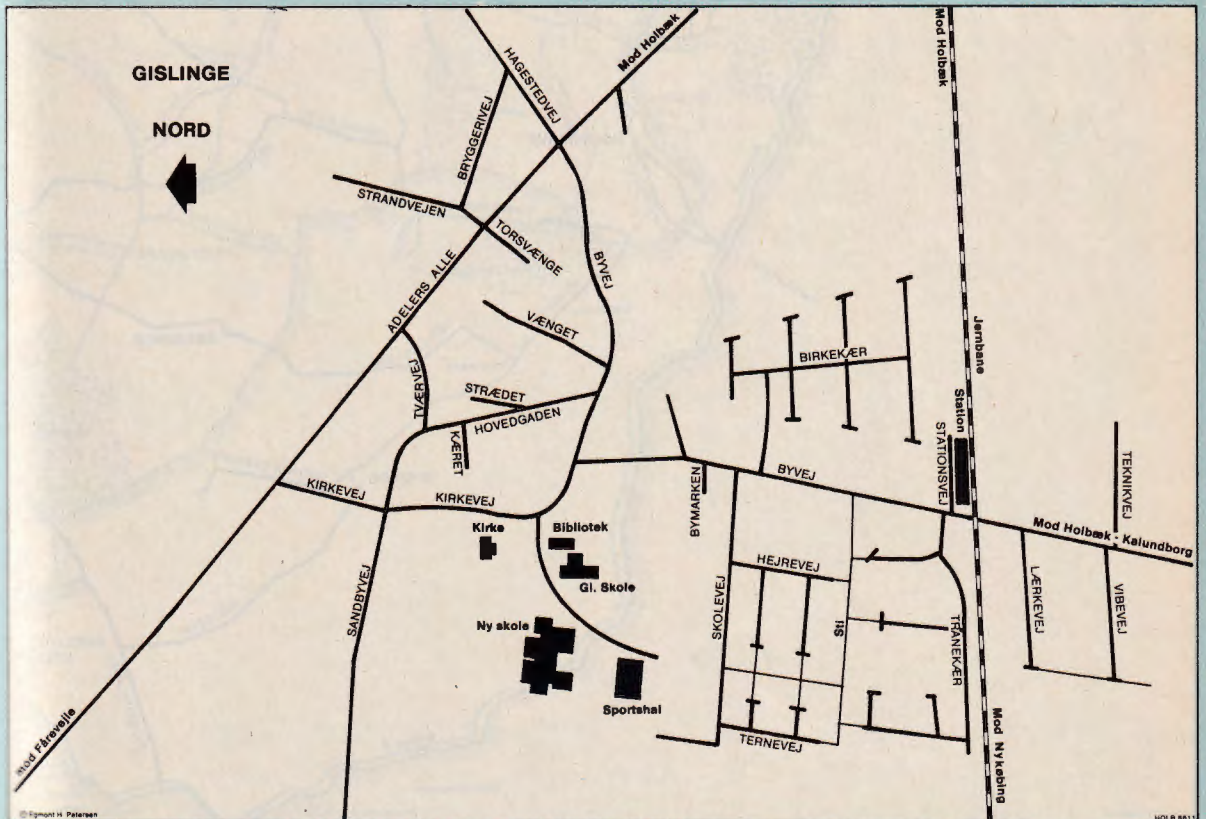 GISLINGE
NORD
HAGESTEDVEJ
Mod Holbæk
Mod Holbæk
BRYGGERIVEJ
STRANDVEJEN
TORSVÆNGE
BYVEJ
ADELERS ALLE
VÆNGET
Jernbane
BIRKEKÆR
TVÆRVEJ
STRÆDET
HOVEDGADEN
KÆRET
Station
STATIONSVEJ
TEKNIKVEJ
BYVEJ
KIRKEVEJ
KIRKEVEJ
BYMARKEN
Mod Holbæk - Kalundborg
Kirke
Bibliotek
Gl. Skole
HEJREVEJ
LÆRKEVEJ
VIBEVEJ
SANDBYVEJ
SKOLEVEJ
Sti
TRANEKÆR
Ny skole
Sportshal
TERNEVEJ
Mod Fårevejle
Mod Nykøbing
© Egmont H. Petersen